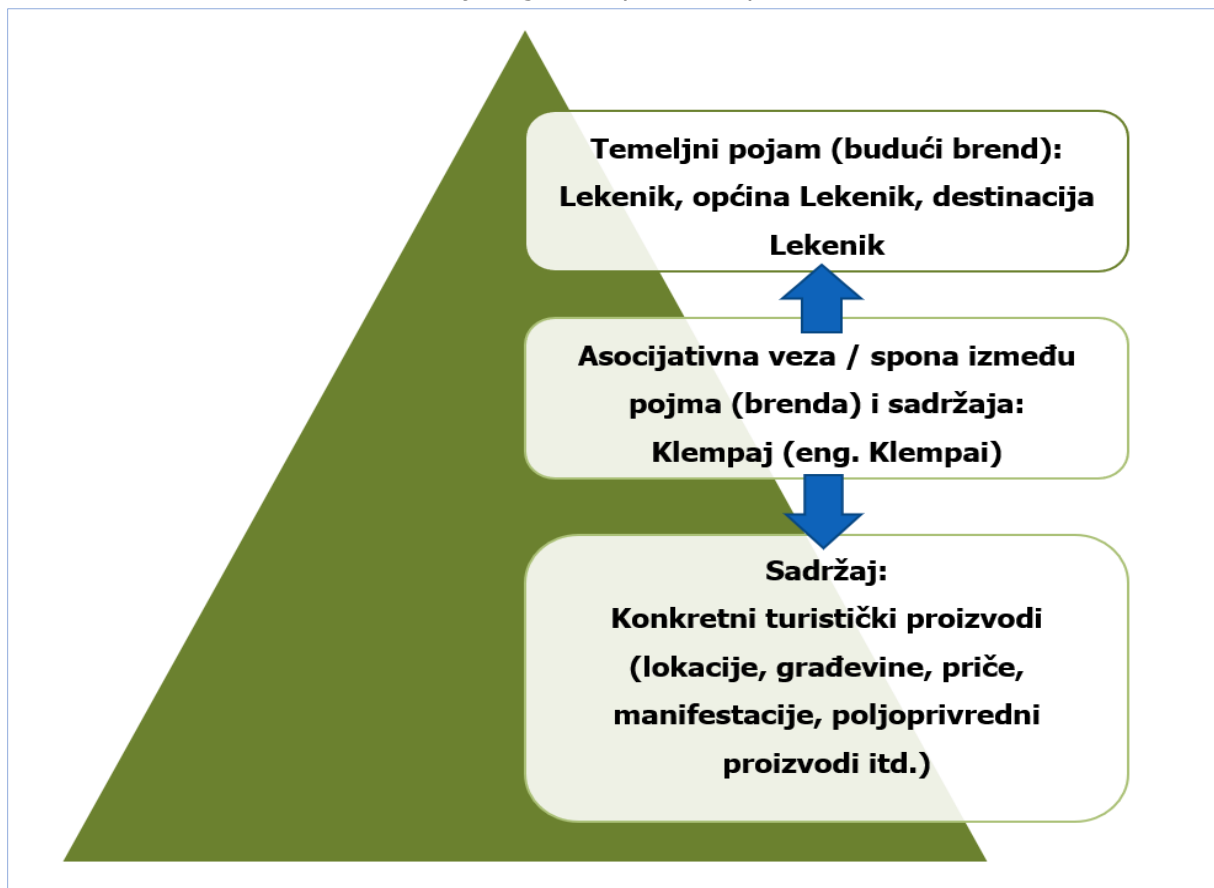 Temeljni pojam (budući brend):
Lekenik, općina Lekenik, destinacija
Lekenik
Asocijativna veza / spona između
pojma (brenda) i sadržaja:
Klempaj (eng. Klempai)
Sadržaj:
Konkretni turistički proizvodi
(lokacije, građevine, priče,
manifestacije, poljoprivredni
proizvodi itd.)